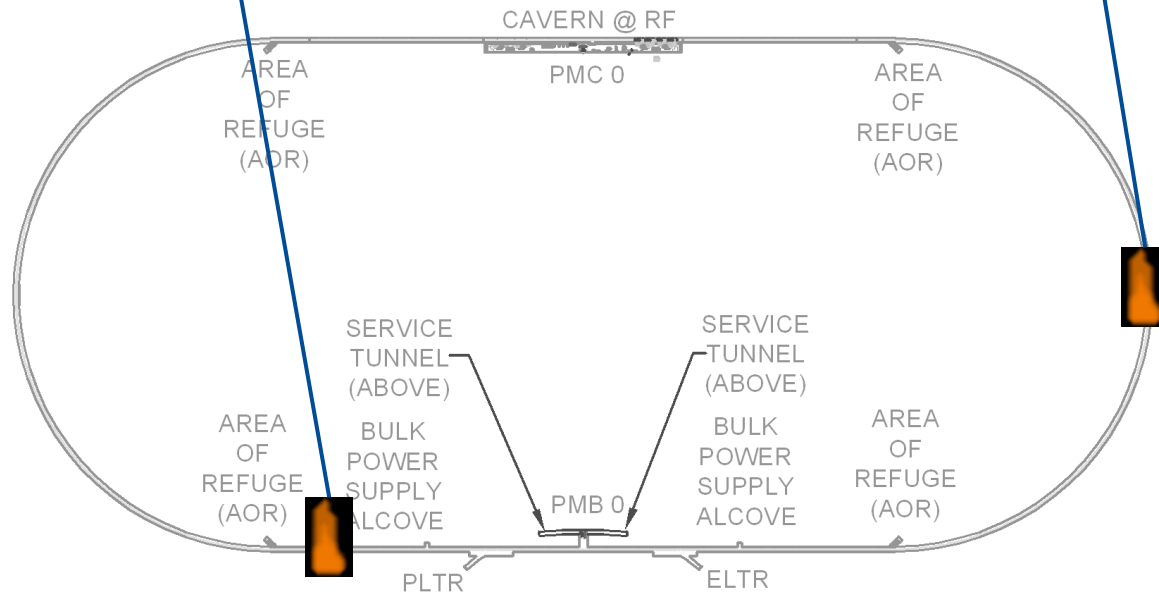 CAVERN @ RF
PMC 0
AREA
OF
REFUGE
(AOR)
AREA
OF
REFUGE
(AOR)
SERVICE
TUNNEL
(ABOVE)
SERVICE
TUNNEL
(ABOVE)
AREA
OF
REFUGE
(AOR)
BULK
POWER
SUPPLY
ALCOVE
PMB 0
BULK
POWER
SUPPLY
ALCOVE
AREA
OF
REFUGE
(AOR)
PLTR
ELTR